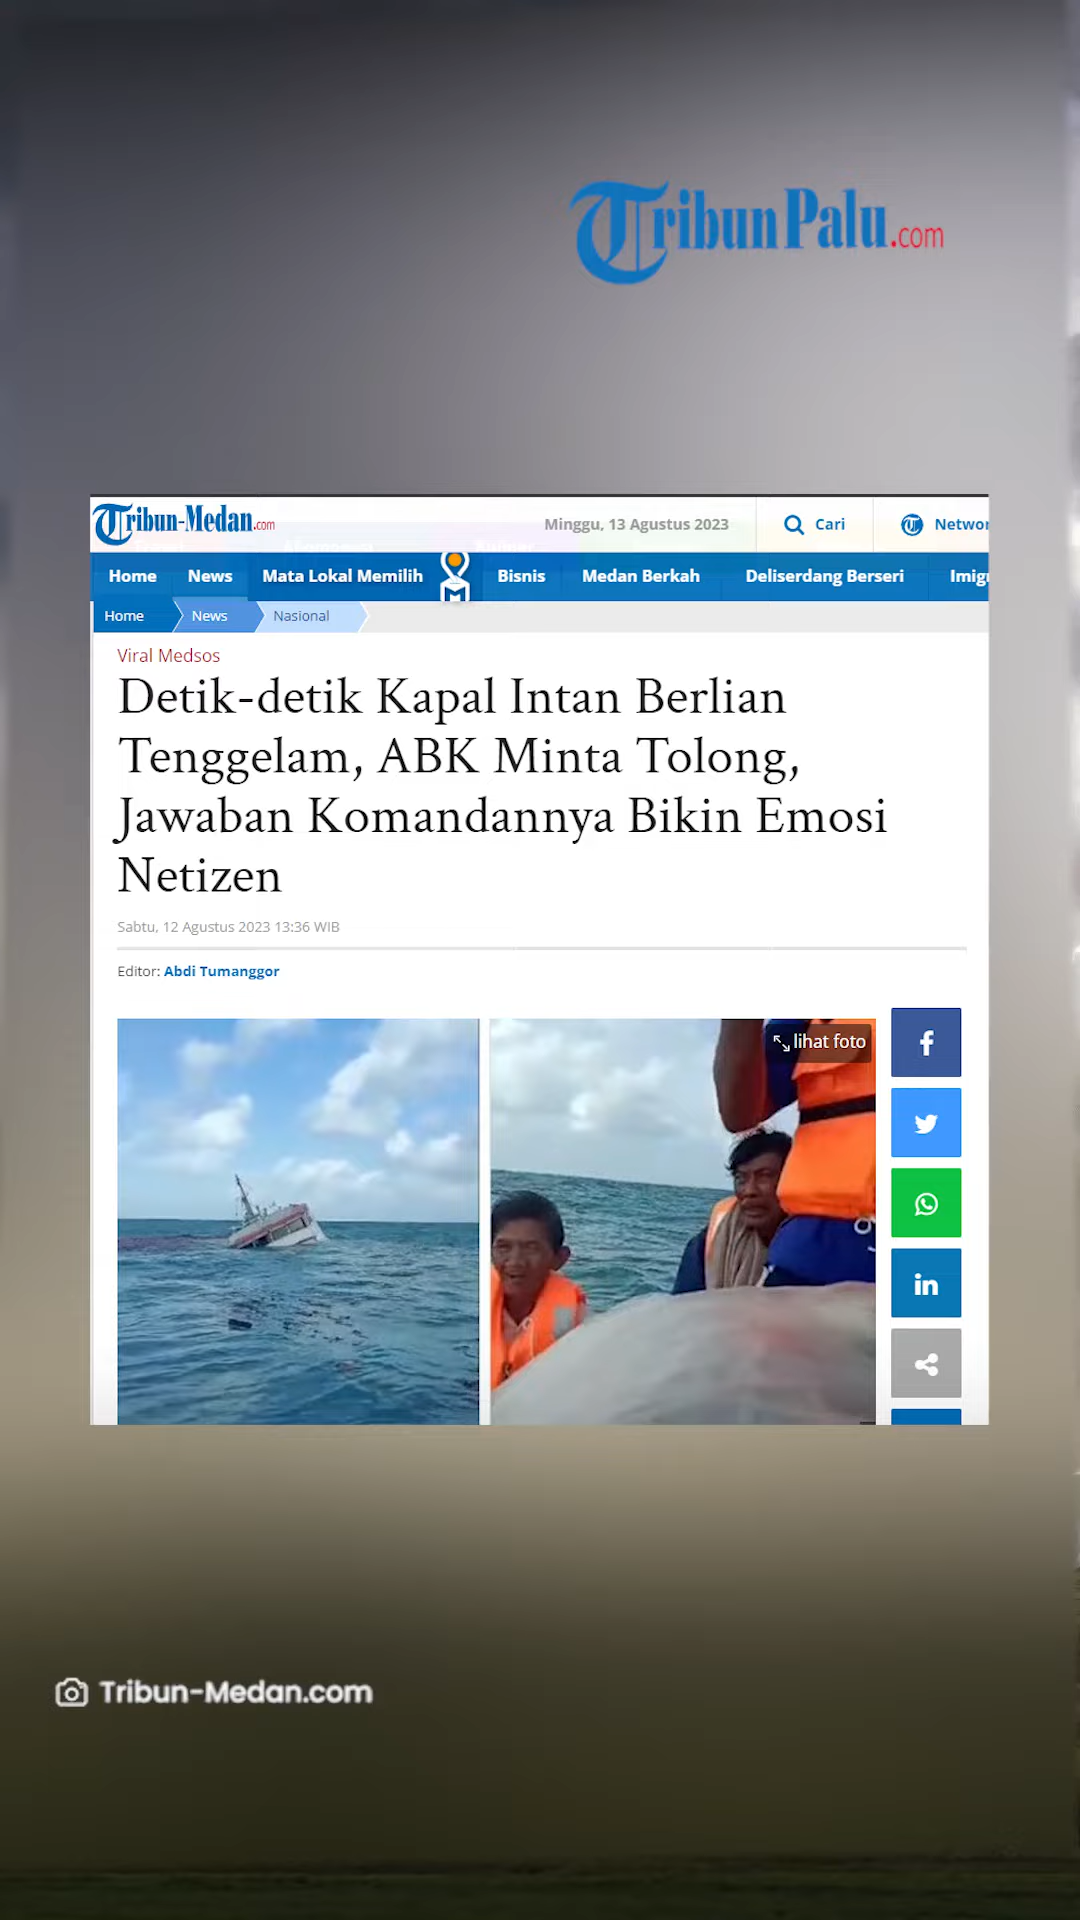 TribunPalu.com
Tribun-Medan.com
Minggu, 13 Agustus 2023
Cari
Networ
Home
News
Mata Lokal Memilih
Bisnis
Medan Berkah
Deliserdang Berseri
Imig
Home
News
Nasional
Viral Medsos
Detik-detik Kapal Intan Berlian
Tenggelam, ABK Minta Tolong,
Jawaban Komandannya Bikin Emosi
Netizen
Sabtu, 12 Agustus 2023 13:36 WIB
Editor: Abdi Tumanggor
lihat foto
Tribun-Medan.com